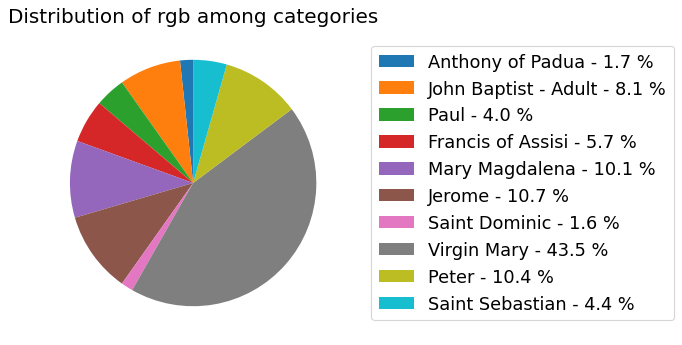 Distribution of rgb among categories
Anthony of Padua - 1.7 %
John Baptist - Adult - 8.1 %
Paul - 4.0 %
Francis of Assisi - 5.7 %
Mary Magdalena - 10.1 %
Jerome - 10.7 %
Saint Dominic - 1.6 %
Virgin Mary - 43.5 %
Peter - 10.4 %
Saint Sebastian - 4.4 %